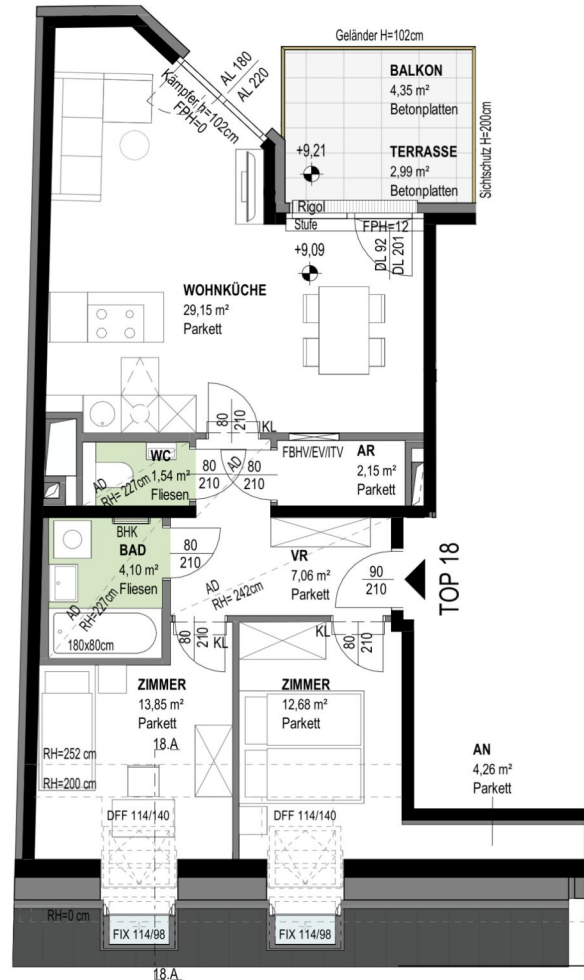 Geländer H=102cm
AL 180
AL 220
Kämpfer h=102cm
FPH=0
BALKON
4,35 m²
Betonplatten
Sichtschutz H=200cm
+9,21
TERRASSE
2,99 m²
Betonplatten
Rigol
Stufe
FPH=12
DL 92
DL 201
+9,09
WOHNKÜCHE
29,15 m²
Parkett
80
210
KL
FBHV/EV/ITV
AR
2,15 m²
Parkett
WC
1,54 m²
Fliesen
AD
RH= 227cm
80
210
AD
80
210
BHK
BAD
4,10 m²
Fliesen
AD
RH=227cm
180x80cm
80
210
VR
7,06 m²
Parkett
AD
RH= 242cm
90
210
TOP 18
80
210
KL
KL
80
210
ZIMMER
13,85 m²
Parkett
18.A
ZIMMER
12,68 m²
Parkett
AN
4,26 m²
Parkett
RH=252 cm
RH=200 cm
DFF 114/140
DFF 114/140
RH=0 cm
FIX 114/98
FIX 114/98
18.A